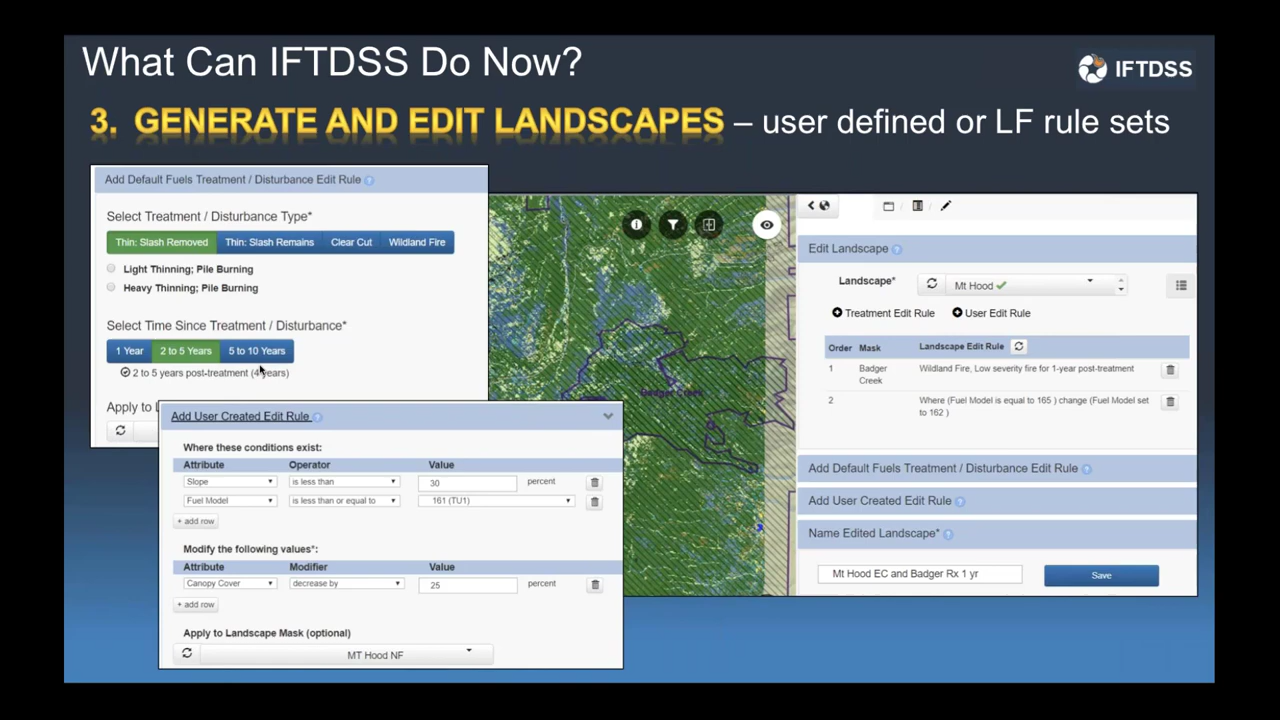 What Can IFTDSS Do Now?
IFTDSS
3. GENERATE AND EDIT LANDSCAPES – user defined or LF rule sets
Add Default Fuels Treatment / Disturbance Edit Rule ?
Select Treatment / Disturbance Type*
Thin: Slash Removed Thin: Slash Remains Clear Cut Wildland Fire
Light Thinning; Pile Burning
Heavy Thinning; Pile Burning
Select Time Since Treatment / Disturbance*
1 Year 2 to 5 Years 5 to 10 Years
2 to 5 years post-treatment (4 years)
Apply to L
Add User Created Edit Rule ?
Where these conditions exist:
Attribute Operator Value
Slope is less than 30 percent
Fuel Model is less than or equal to 161 (TU1)
+ add row
Modify the following values*:
Attribute Modifier Value
Canopy Cover decrease by 25 percent
+ add row
Apply to Landscape Mask (optional)
MT Hood NF
Badger Creek
Edit Landscape ?
Landscape* Mt Hood
Treatment Edit Rule User Edit Rule
Order Mask Landscape Edit Rule
1 Badger Wildland Fire, Low severity fire for 1-year post-treatment
Creek
2 Where (Fuel Model is equal to 165 ) change (Fuel Model set
to 162 )
Add Default Fuels Treatment / Disturbance Edit Rule ?
Add User Created Edit Rule ?
Name Edited Landscape* ?
Mt Hood EC and Badger Rx 1 yr Save